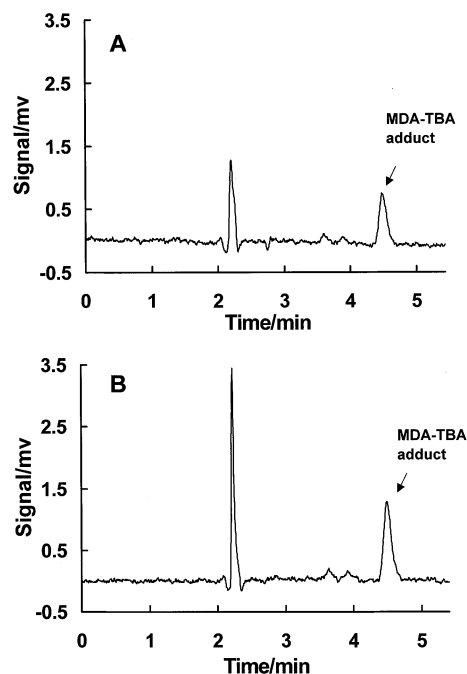 A
3.5
2.5
1.5
0.5
-0.5
Signal/mv
MDA-TBA
adduct
0 1 2 3 4 5
Time/min
B
3.5
2.5
1.5
0.5
-0.5
Signal/mv
MDA-TBA
adduct
0 1 2 3 4 5
Time/min